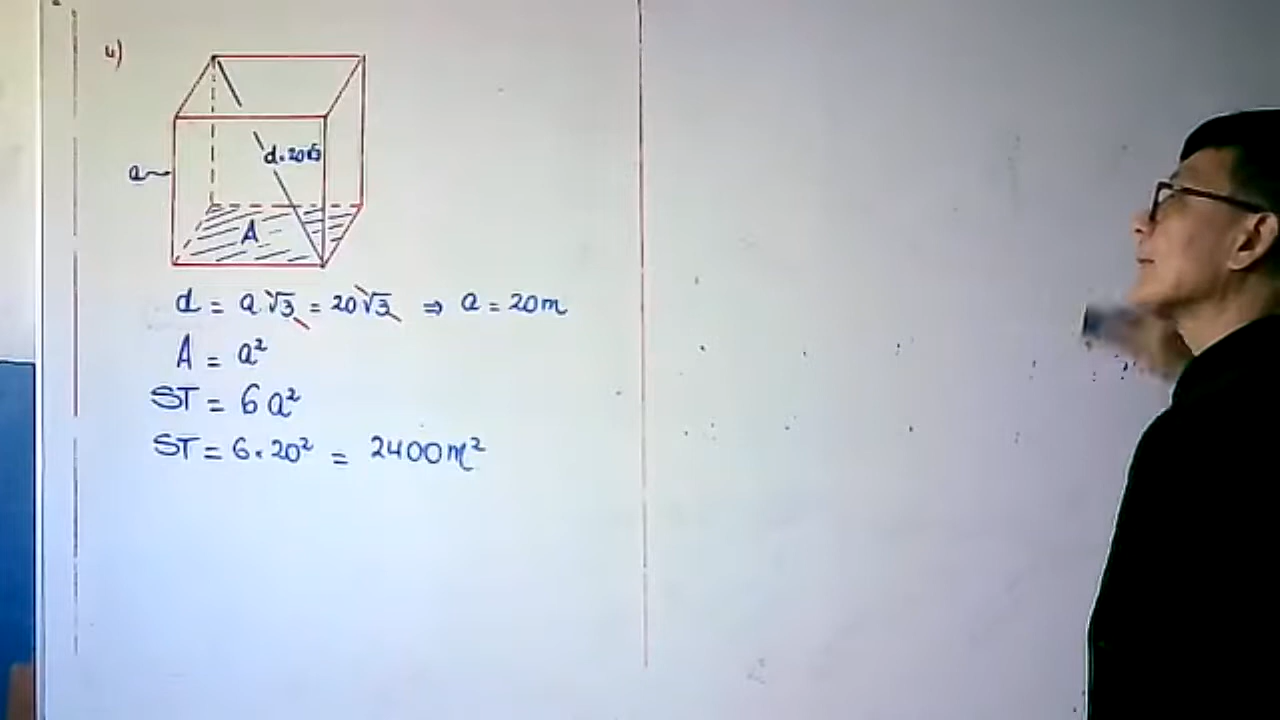 4)
d = 20√3
a
A
d = a√3 = 20√3 ⇒ a = 20m
A = a²
ST = 6a²
ST = 6.20² = 2400m²